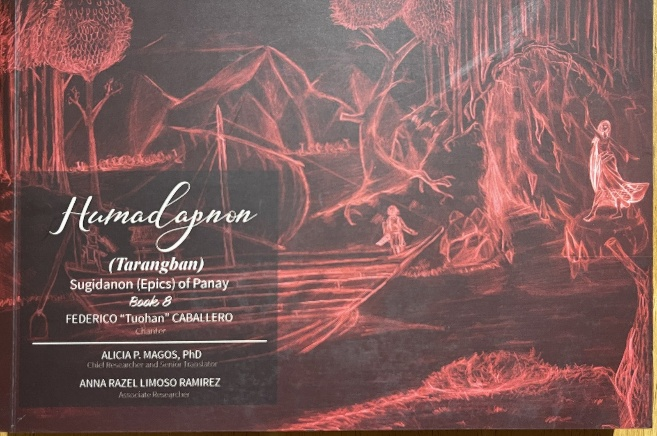 Humadapnon
(Tarangban)
Sugidanon (Epics) of Panay
Book 8
FEDERICO “Tuohan” CABALLERO
Chanter
ALICIA P. MAGOS, PhD
Chief Researcher and Senior Translator
ANNA RAZEL LIMOSO RAMIREZ
Associate Researcher